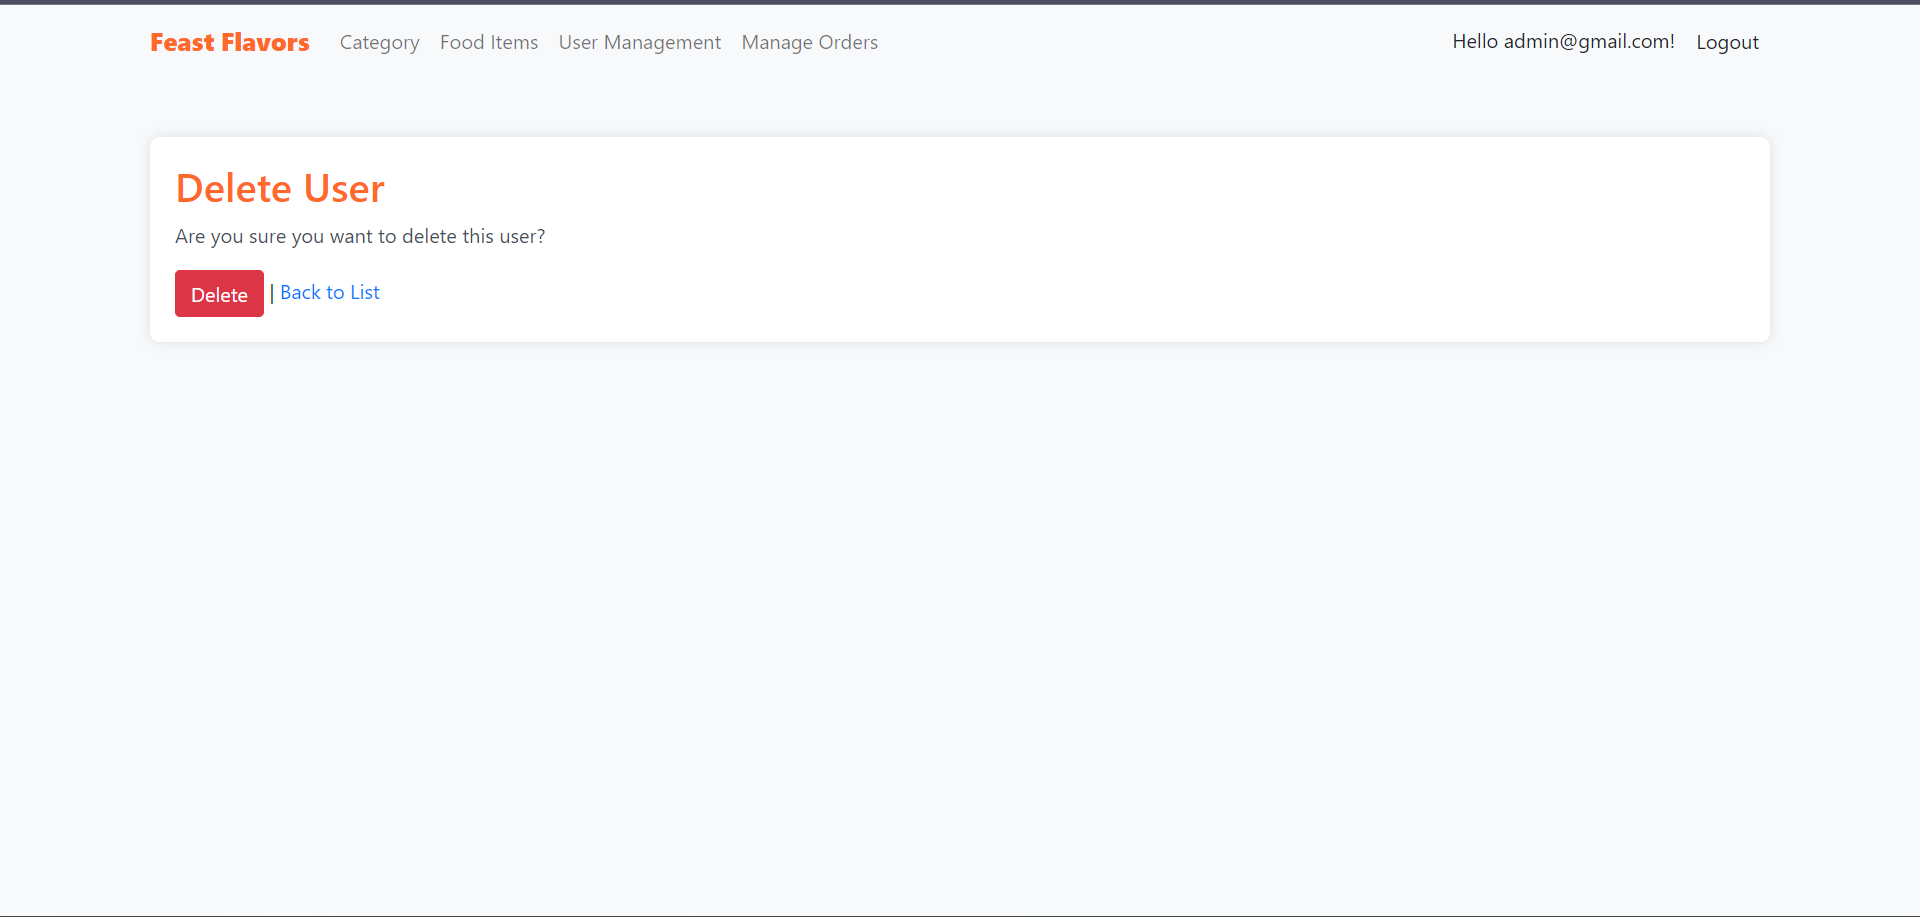 Feast Flavors Category Food Items User Management Manage Orders Hello admin@gmail.com! Logout
Delete User
Are you sure you want to delete this user?
Delete | Back to List